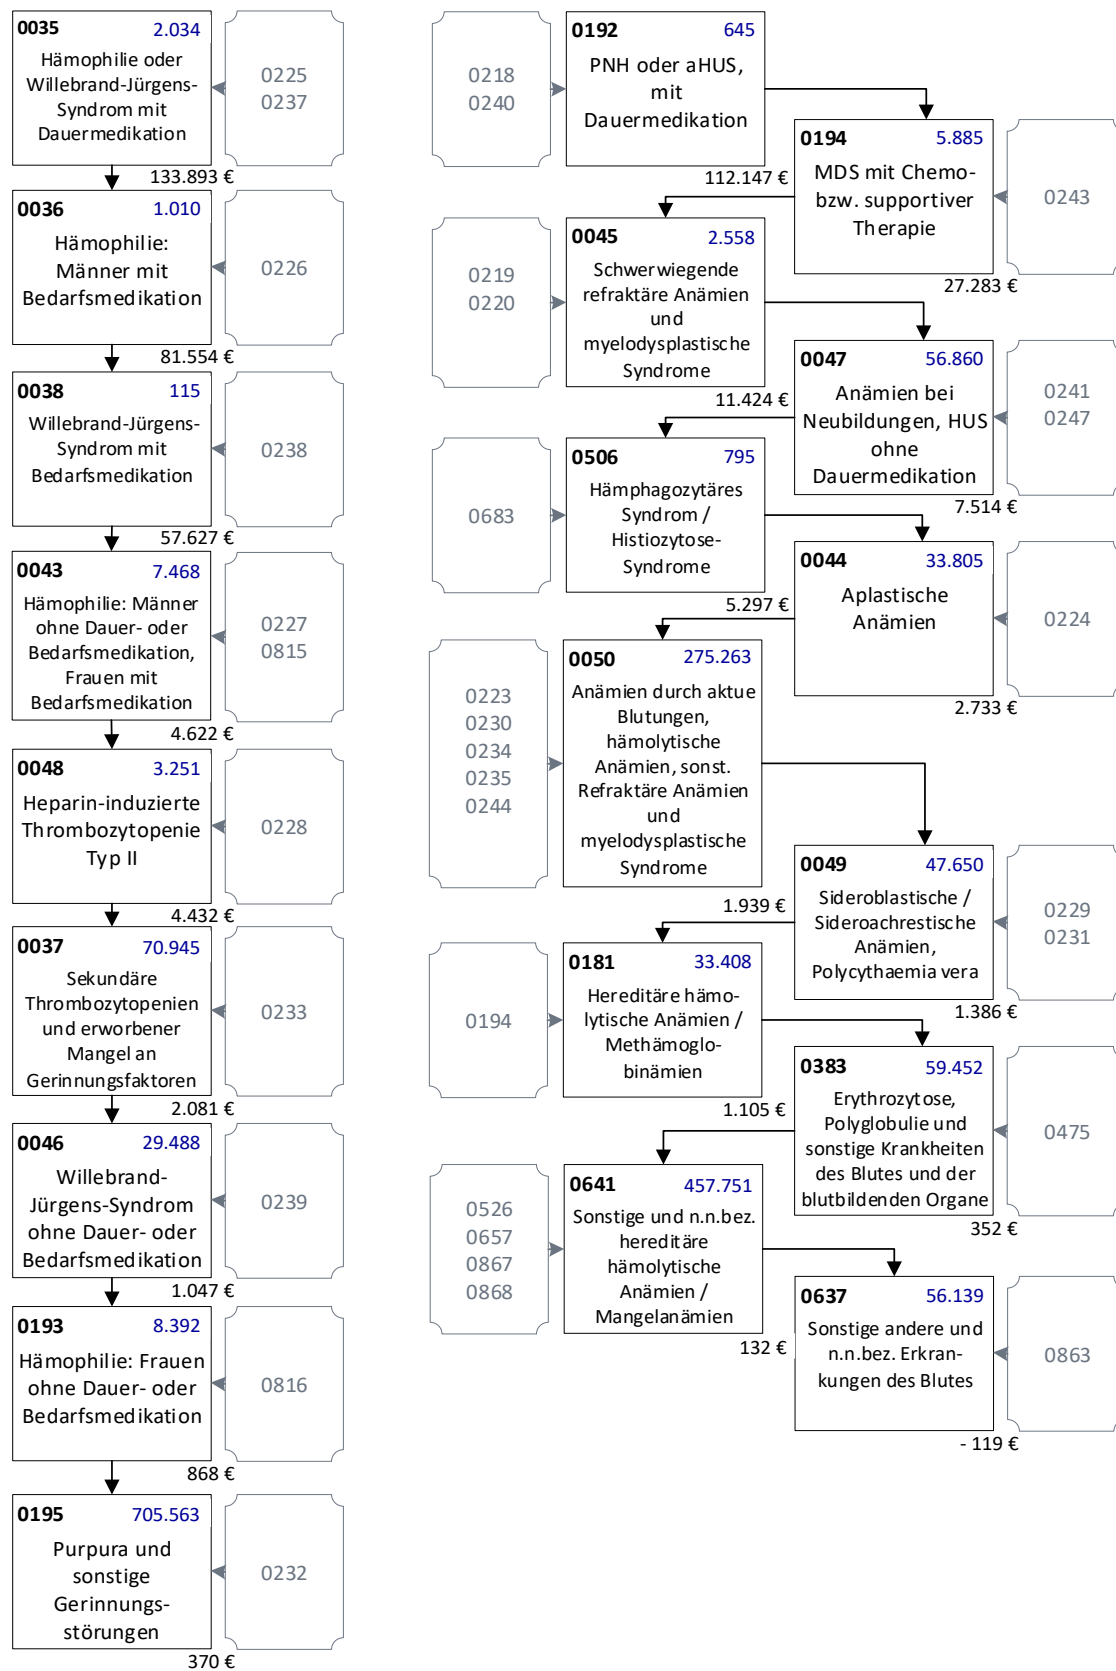 0035 2.034
Hämophilie oder
Willebrand-Jürgens-
Syndrom mit
Dauermedikation
0225
0237
133.893 €
0036 1.010
Hämophilie:
Männer mit
Bedarfsmedikation
0226
81.554 €
0038 115
Willebrand-Jürgens-
Syndrom mit
Bedarfsmedikation
0238
57.627 €
0043 7.468
Hämophilie: Männer
ohne Dauer- oder
Bedarfsmedikation,
Frauen mit
Bedarfsmedikation
0227
0815
4.622 €
0048 3.251
Heparin-induzierte
Thrombozytopenie
Typ II
0228
4.432 €
0037 70.945
Sekundäre
Thrombozytopenien
und erworbener
Mangel an
Gerinnungsfaktoren
0233
2.081 €
0046 29.488
Willebrand-
Jürgens-Syndrom
ohne Dauer- oder
Bedarfsmedikation
0239
1.047 €
0193 8.392
Hämophilie: Frauen
ohne Dauer- oder
Bedarfsmedikation
0816
868 €
0195 705.563
Purpura und
sonstige
Gerinnungs-
störungen
0232
370 €
0218
0240
0192 645
PNH oder aHUS,
mit
Dauermedikation
112.147 €
0194 5.885
MDS mit Chemo-
bzw. supportiver
Therapie
0243
27.283 €
0219
0220
0045 2.558
Schwerwiegende
refraktäre Anämien
und
myelodysplastische
Syndrome
11.424 €
0047 56.860
Anämien bei
Neubildungen, HUS
ohne
Dauermedikation
0241
0247
7.514 €
0683
0506 795
Hämphagozytäres
Syndrom /
Histiozytose-
Syndrome
5.297 €
0044 33.805
Aplastische
Anämien
0224
2.733 €
0223
0230
0234
0235
0244
0050 275.263
Anämien durch aktue
Blutungen,
hämolytische
Anämien, sonst.
Refraktäre Anämien
und
myelodysplastische
Syndrome
1.939 €
0049 47.650
Sideroblastische /
Sideroachrestische
Anämien,
Polycythaemia vera
0229
0231
1.386 €
0194
0181 33.408
Hereditäre hämo-
lytische Anämien /
Methämoglo-
binämien
1.105 €
0383 59.452
Erythrozytose,
Polyglobulie und
sonstige Krankheiten
des Blutes und der
blutbildenden Organe
0475
352 €
0526
0657
0867
0868
0641 457.751
Sonstige und n.n.bez.
hereditäre
hämolytische
Anämien /
Mangelanämien
132 €
0637 56.139
Sonstige andere und
n.n.bez. Erkran-
kungen des Blutes
0863
- 119 €